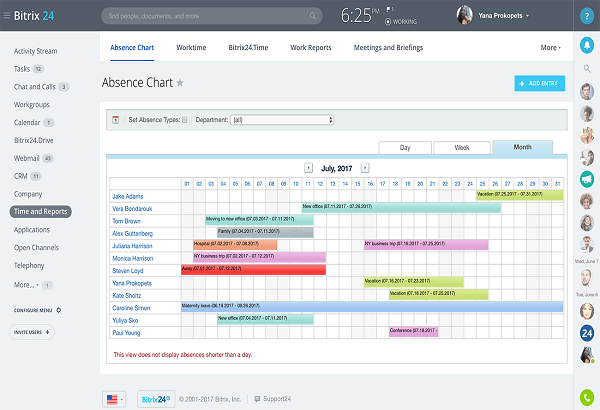 Bitrix 24
find people, documents, and more
6:25 PM
1
WORKING
Yana Prokopets
?
Activity Stream
Tasks 12
Chat and Calls 3
Workgroups
Calendar 1
Bitrix24.Drive
Webmail 43
CRM 11
Company
Time and Reports
Applications
Open Channels
Telephony
More... 1
CONFIGURE MENU
INVITE USERS +
Absence Chart Worktime Bitrix24.Time Work Reports Meetings and Briefings More
Absence Chart
+ ADD ENTRY
Set Absence Types: Department: (all)
Day Week Month
July, 2017
01 02 03 04 05 06 07 08 09 10 11 12 13 14 15 16 17 18 19 20 21 22 23 24 25 26 27 28 29 30 31
Jake Adams Vacation (07.25.2017 - 07.31.2017)
Vera Bondarouk New office (07.11.2017 - 07.26.2017)
Tom Brown Moving to new office (07.03.2017 - 07.11.2017)
Alex Guttenberg Family (07.04.2017 - 07.11.2017)
Juliana Harrison Hospital (07.02.2017 - 07.08.2017) NY business trip (07.16.2017 - 07.25.2017)
Monica Harrison NY business trip (07.02.2017 - 07.12.2017)
Steven Loyd Away (07.01.2017 - 07.12.2017)
Yana Prokopets Vacation (07.16.2017 - 07.23.2017)
Kate Sholtz Vacation (07.18.2017 - 07.25.2017)
Caroline Simon Maternity leave (06.19.2017 - 09.26.2017)
Yuliya Sko New office (07.04.2017 - 07.11.2017)
Paul Young Conference (07.18.2017 -
This view does not display absences shorter than a day.
Wed, June 7
Tue, June 6
24
Bitrix24 © 2001-2017 Bitrix, Inc. Support24